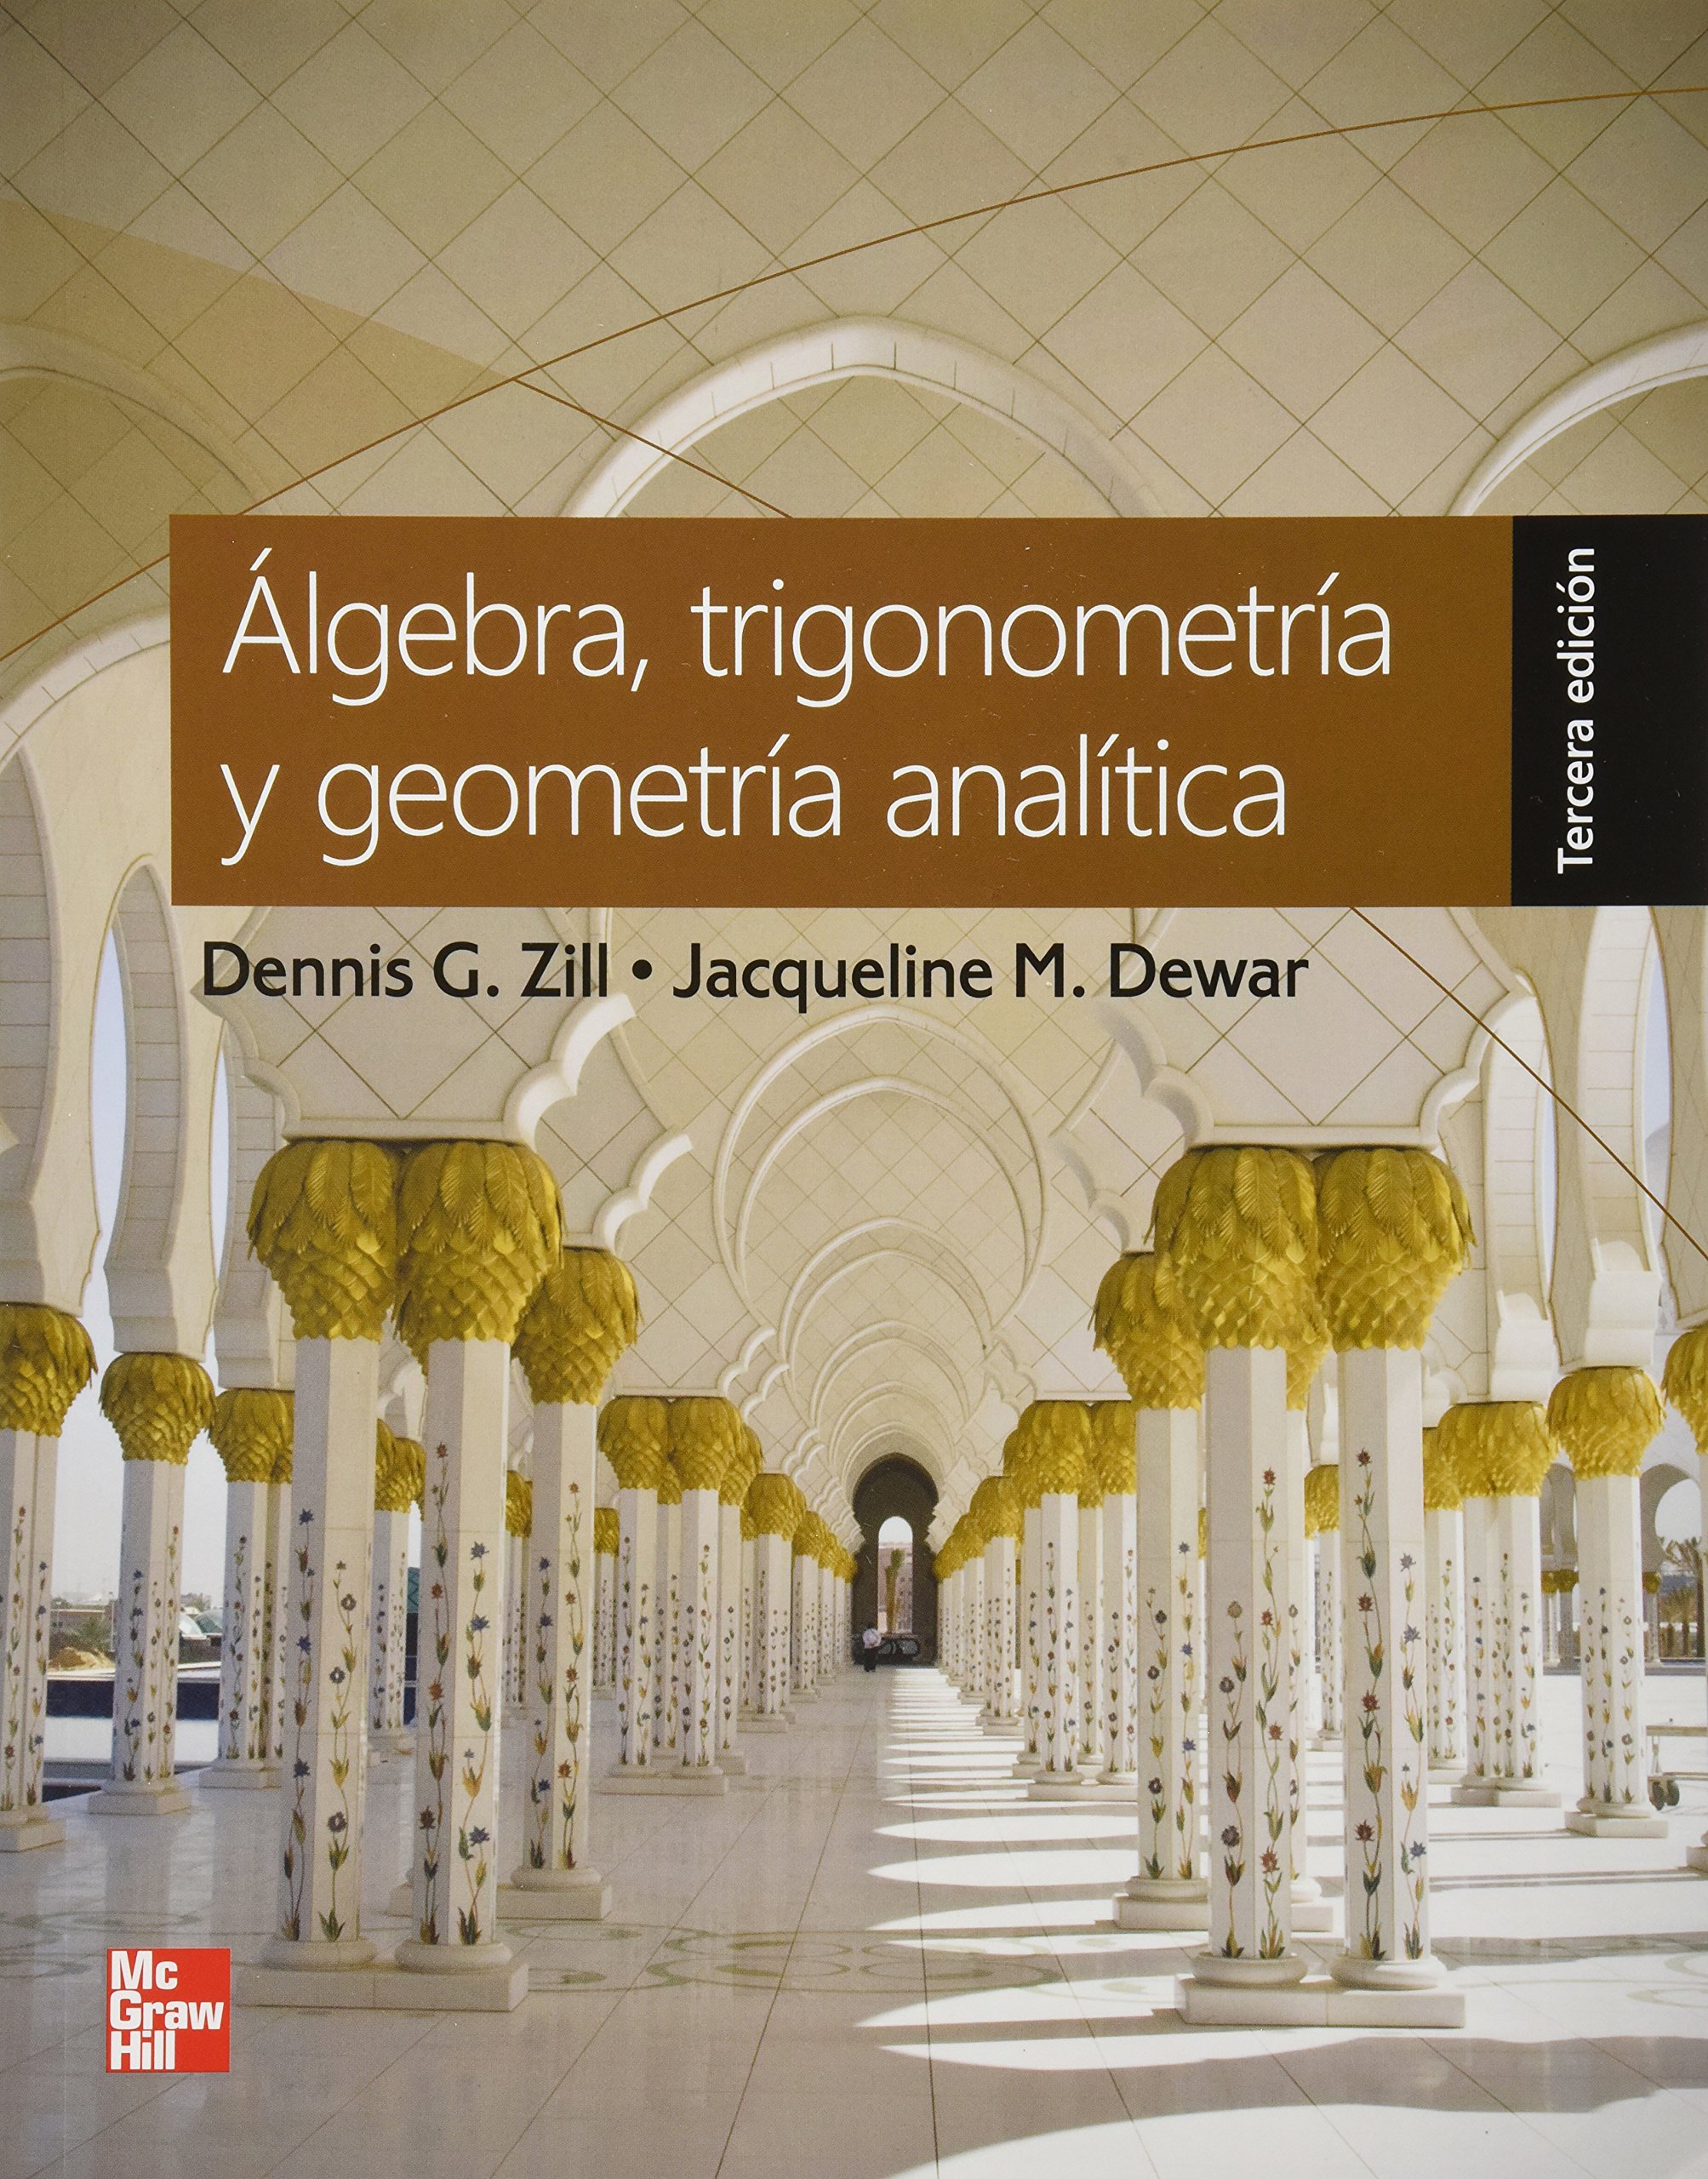 Álgebra, trigonometría
y geometría analítica
Tercera edición
Dennis G. Zill • Jacqueline M. Dewar
Mc
Graw
Hill